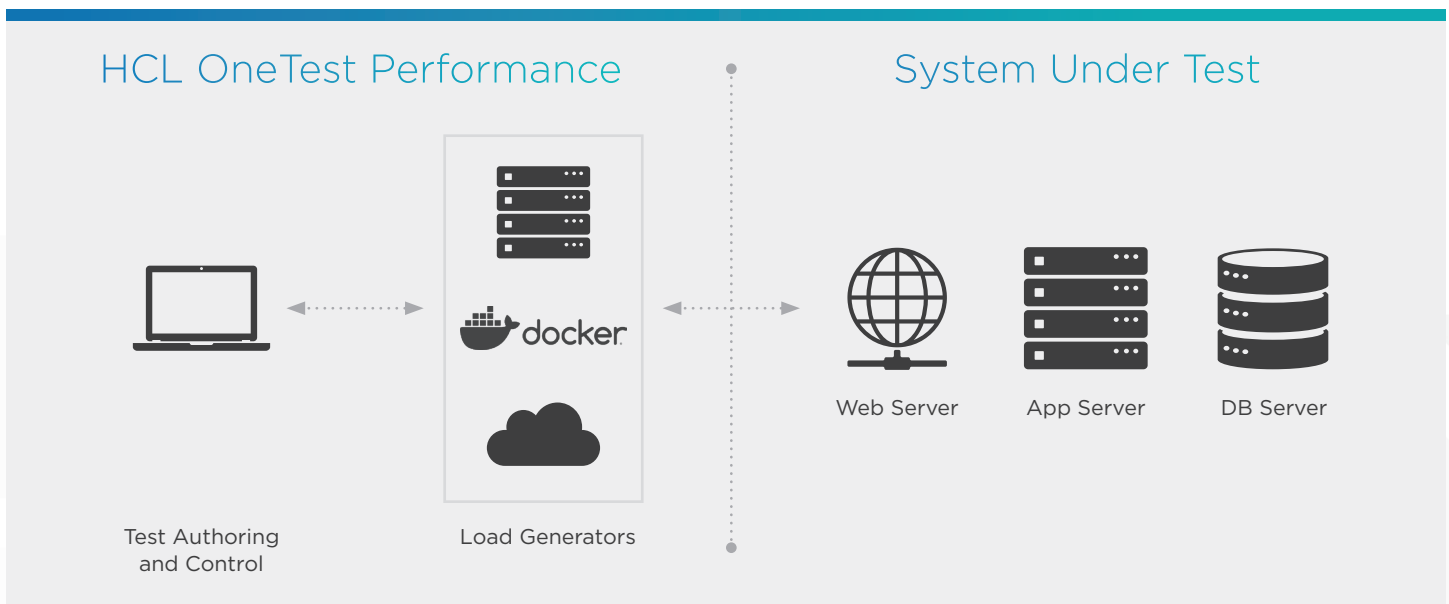 HCL OneTest Performance
System Under Test
docker
Web Server
App Server
DB Server
Test Authoring
and Control
Load Generators